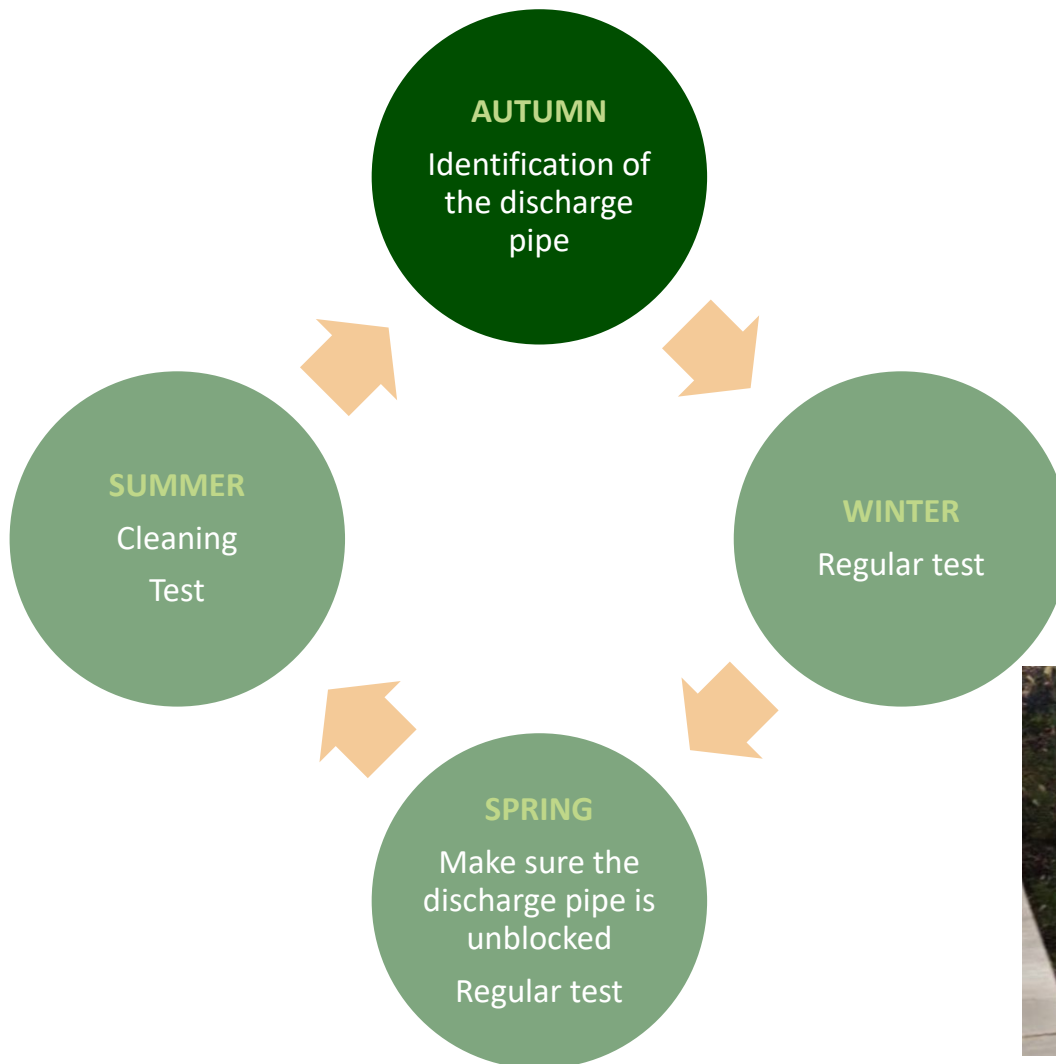 AUTUMN
Identification of
the discharge
pipe
WINTER
Regular test
SPRING
Make sure the
discharge pipe is
unblocked
Regular test
SUMMER
Cleaning
Test